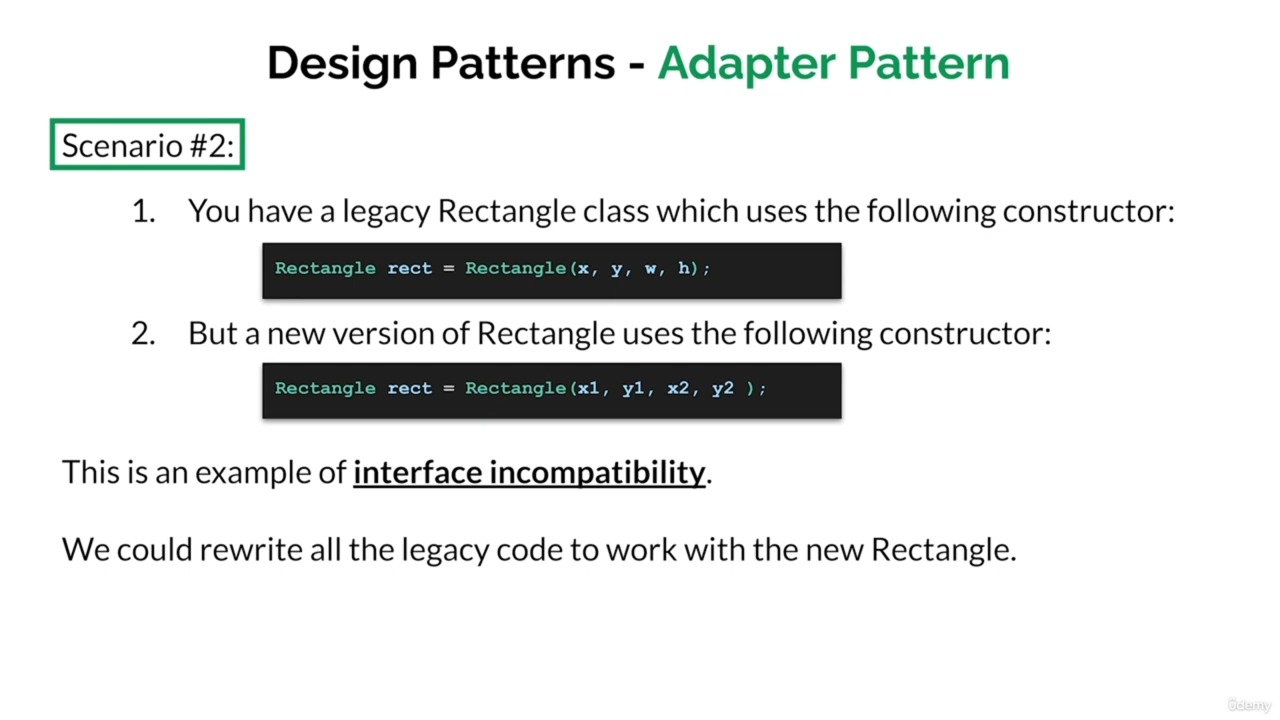 Design Patterns - Adapter Pattern
Scenario #2:
1. You have a legacy Rectangle class which uses the following constructor:
Rectangle rect = Rectangle(x, y, w, h);
2. But a new version of Rectangle uses the following constructor:
Rectangle rect = Rectangle(x1, y1, x2, y2 );
This is an example of interface incompatibility.
We could rewrite all the legacy code to work with the new Rectangle.
ûdemy